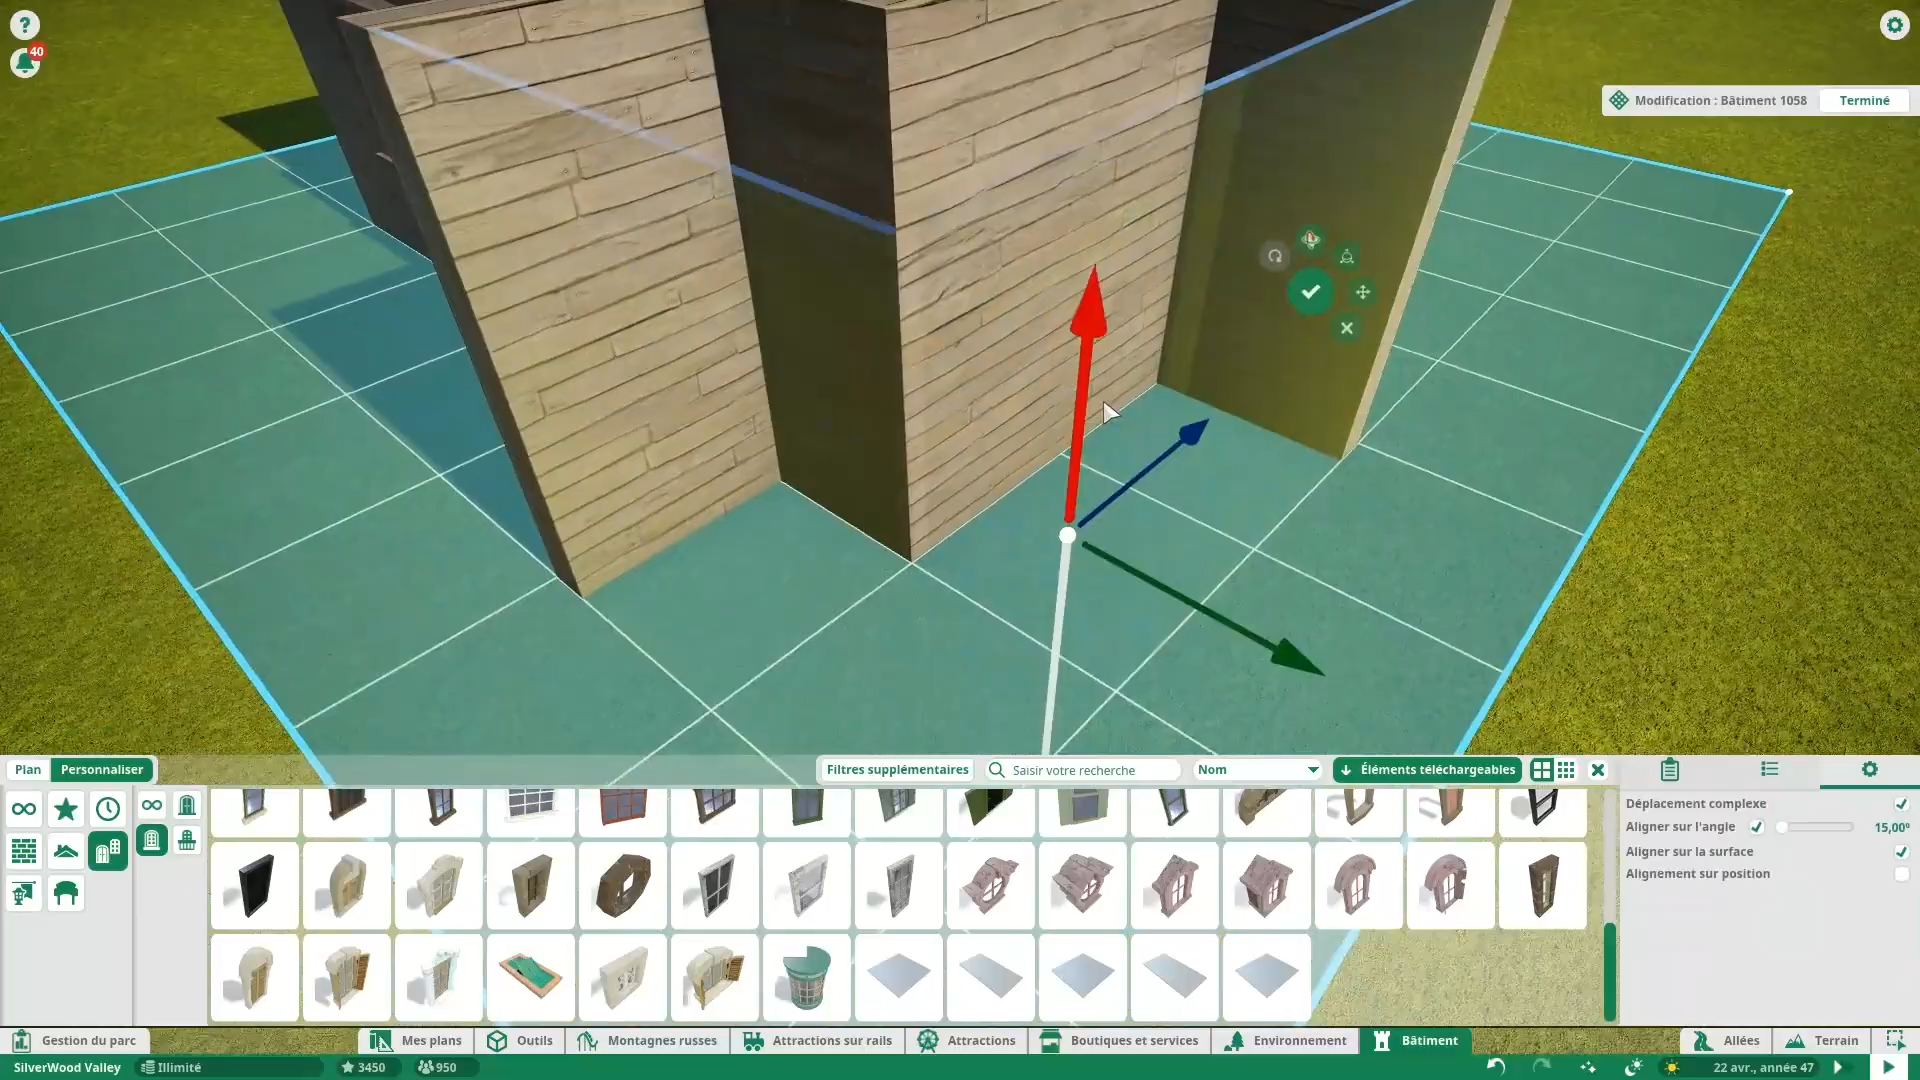 ?
40
Modification : Bâtiment 1058
Terminé
Plan
Personnaliser
Filtres supplémentaires
Saisir votre recherche
Nom
Éléments téléchargeables
Déplacement complexe
Aligner sur l'angle
15,00°
Aligner sur la surface
Alignement sur position
Gestion du parc
Mes plans
Outils
Montagnes russes
Attractions sur rails
Attractions
Boutiques et services
Environnement
Bâtiment
Allées
Terrain
SilverWood Valley
Illimité
3450
950
22 avr., année 47